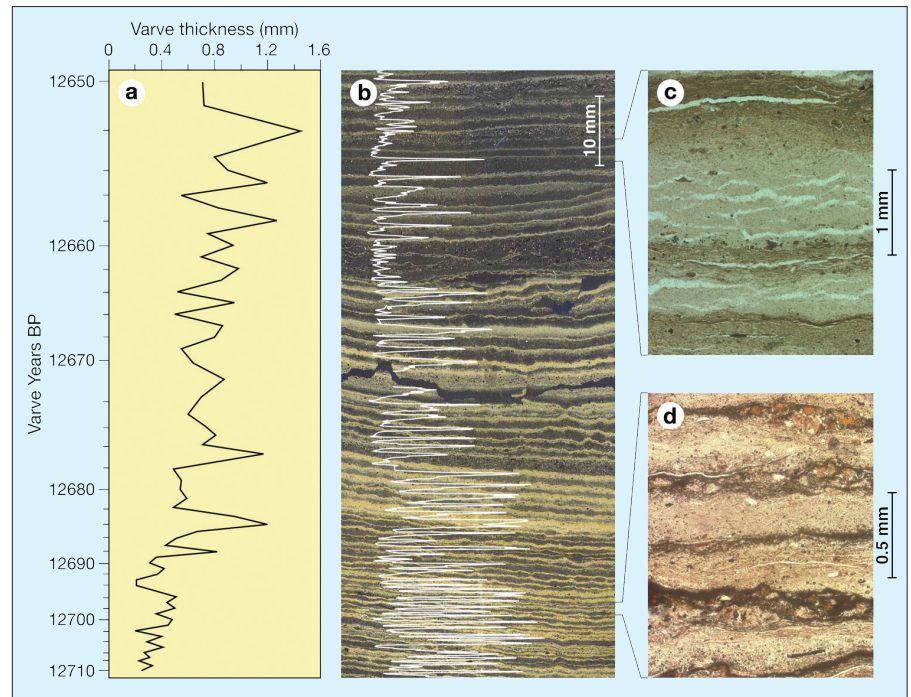 Varve thickness (mm)
0 0.4 0.8 1.2 1.6
12650
12660
12670
12680
12690
12700
12710
Varve Years BP
a
b
10 mm
c
1 mm
d
0.5 mm